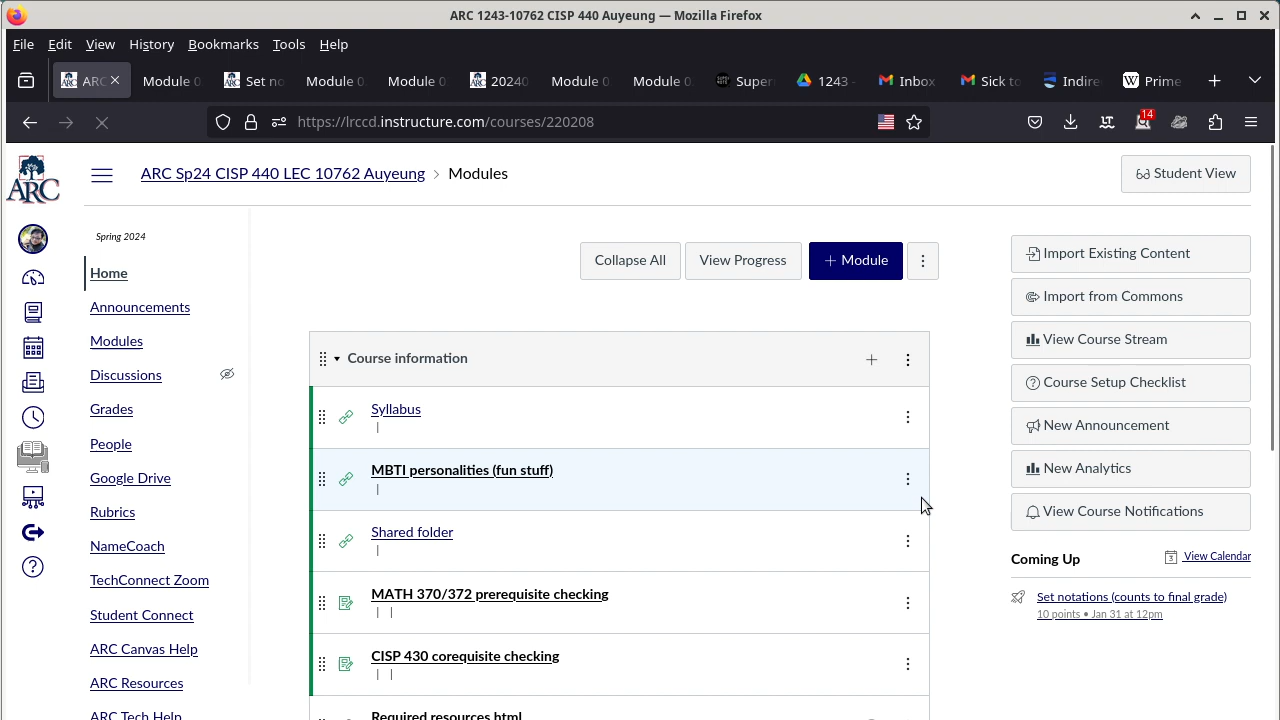 ARC 1243-10762 CISP 440 Auyeung — Mozilla Firefox
File Edit View History Bookmarks Tools Help
ARC Module 0 Set no Module 0 Module 0 20240 Module 0 Module 0 Super 1243 - Inbox Sick to Indire Prime
https://lrccd.instructure.com/courses/220208
14
ARC
ARC Sp24 CISP 440 LEC 10762 Auyeung › Modules
Student View
Spring 2024
Home
Announcements
Modules
Discussions
Grades
People
Google Drive
Rubrics
NameCoach
TechConnect Zoom
Student Connect
ARC Canvas Help
ARC Resources
ARC Tech Help
Collapse All View Progress + Module
Course information
Syllabus
MBTI personalities (fun stuff)
Shared folder
MATH 370/372 prerequisite checking
CISP 430 corequisite checking
Required resources html
Import Existing Content
Import from Commons
View Course Stream
Course Setup Checklist
New Announcement
New Analytics
View Course Notifications
Coming Up View Calendar
Set notations (counts to final grade)
10 points • Jan 31 at 12pm